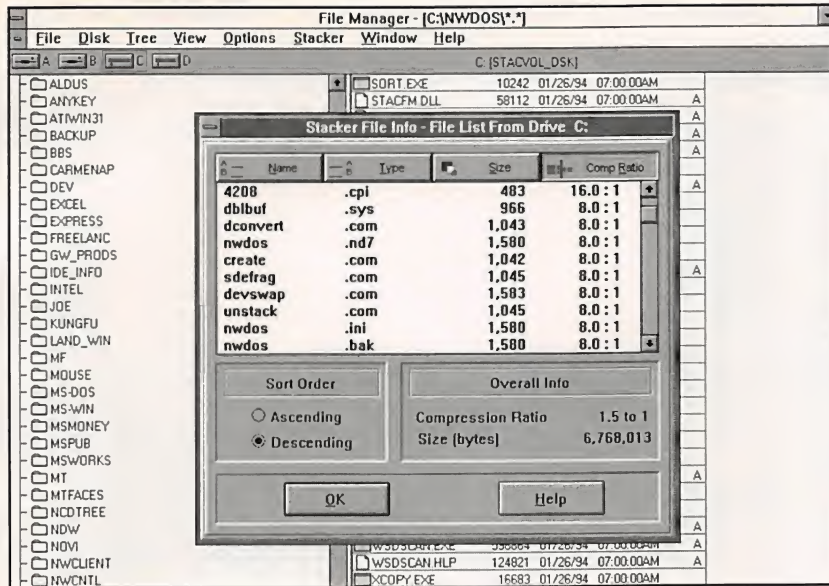 File Manager - [C:\NWDOS\*.*]
File Disk Tree View Options Stacker Window Help
A B C D C: [STACVOL_DSK]
ALDUS
ANYKEY
ATIWIN31
BACKUP
BBS
CARMENAP
DEV
EXCEL
EXPRESS
FREELANC
GW_PRODS
IDE_INFO
INTEL
JOE
KUNGFU
LAND_WIN
MF
MOUSE
MS-DOS
MS-WIN
MSMONEY
MSPUB
MSWORKS
MT
MTFACES
NCDTREE
NDW
NOVI
NWCLIENT
NWCNTL
SORT.EXE 10242 01/26/94 07:00:00AM
STACFM.DLL 58112 01/26/94 07:00:00AM A
A
A
A
A
A
Stacker File Info - File List From Drive C:
Name Type Size Comp Ratio
4208 .cpi 483 16.0 : 1
dblbuf .sys 966 8.0 : 1
dconvert .com 1,043 8.0 : 1
nwdos .nd7 1,580 8.0 : 1
create .com 1,042 8.0 : 1
sdefrag .com 1,045 8.0 : 1
devswap .com 1,583 8.0 : 1
unstack .com 1,045 8.0 : 1
nwdos .ini 1,580 8.0 : 1
nwdos .bak 1,580 8.0 : 1
Sort Order
Ascending
Descending
Overall Info
Compression Ratio 1.5 to 1
Size (bytes) 6,768,013
OK Help
A
WSDSCAN.EXE 01/26/94 07:00:00AM A
WSDSCAN.HLP 124821 01/26/94 07:00:00AM A
XCOPY.EXE 16683 01/26/94 07:00:00AM